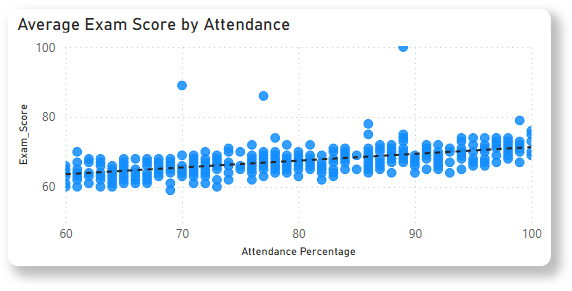 Average Exam Score by Attendance
100
80
60
Exam_Score
60 70 80 90 100
Attendance Percentage